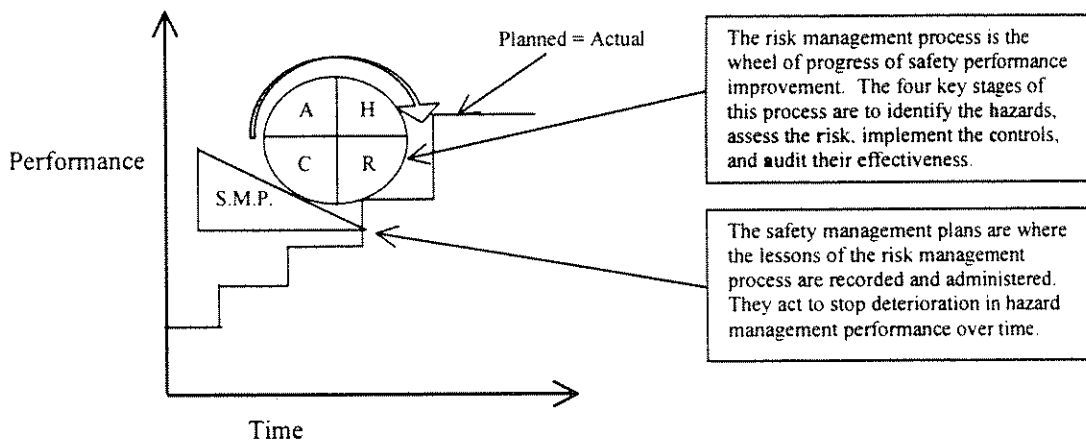 Planned = Actual
The risk management process is the
wheel of progress of safety performance
improvement. The four key stages of
this process are to identify the hazards,
assess the risk, implement the controls,
and audit their effectiveness.
A H
C R
Performance
S.M.P.
The safety management plans are where
the lessons of the risk management
process are recorded and administered.
They act to stop deterioration in hazard
management performance over time.
Time